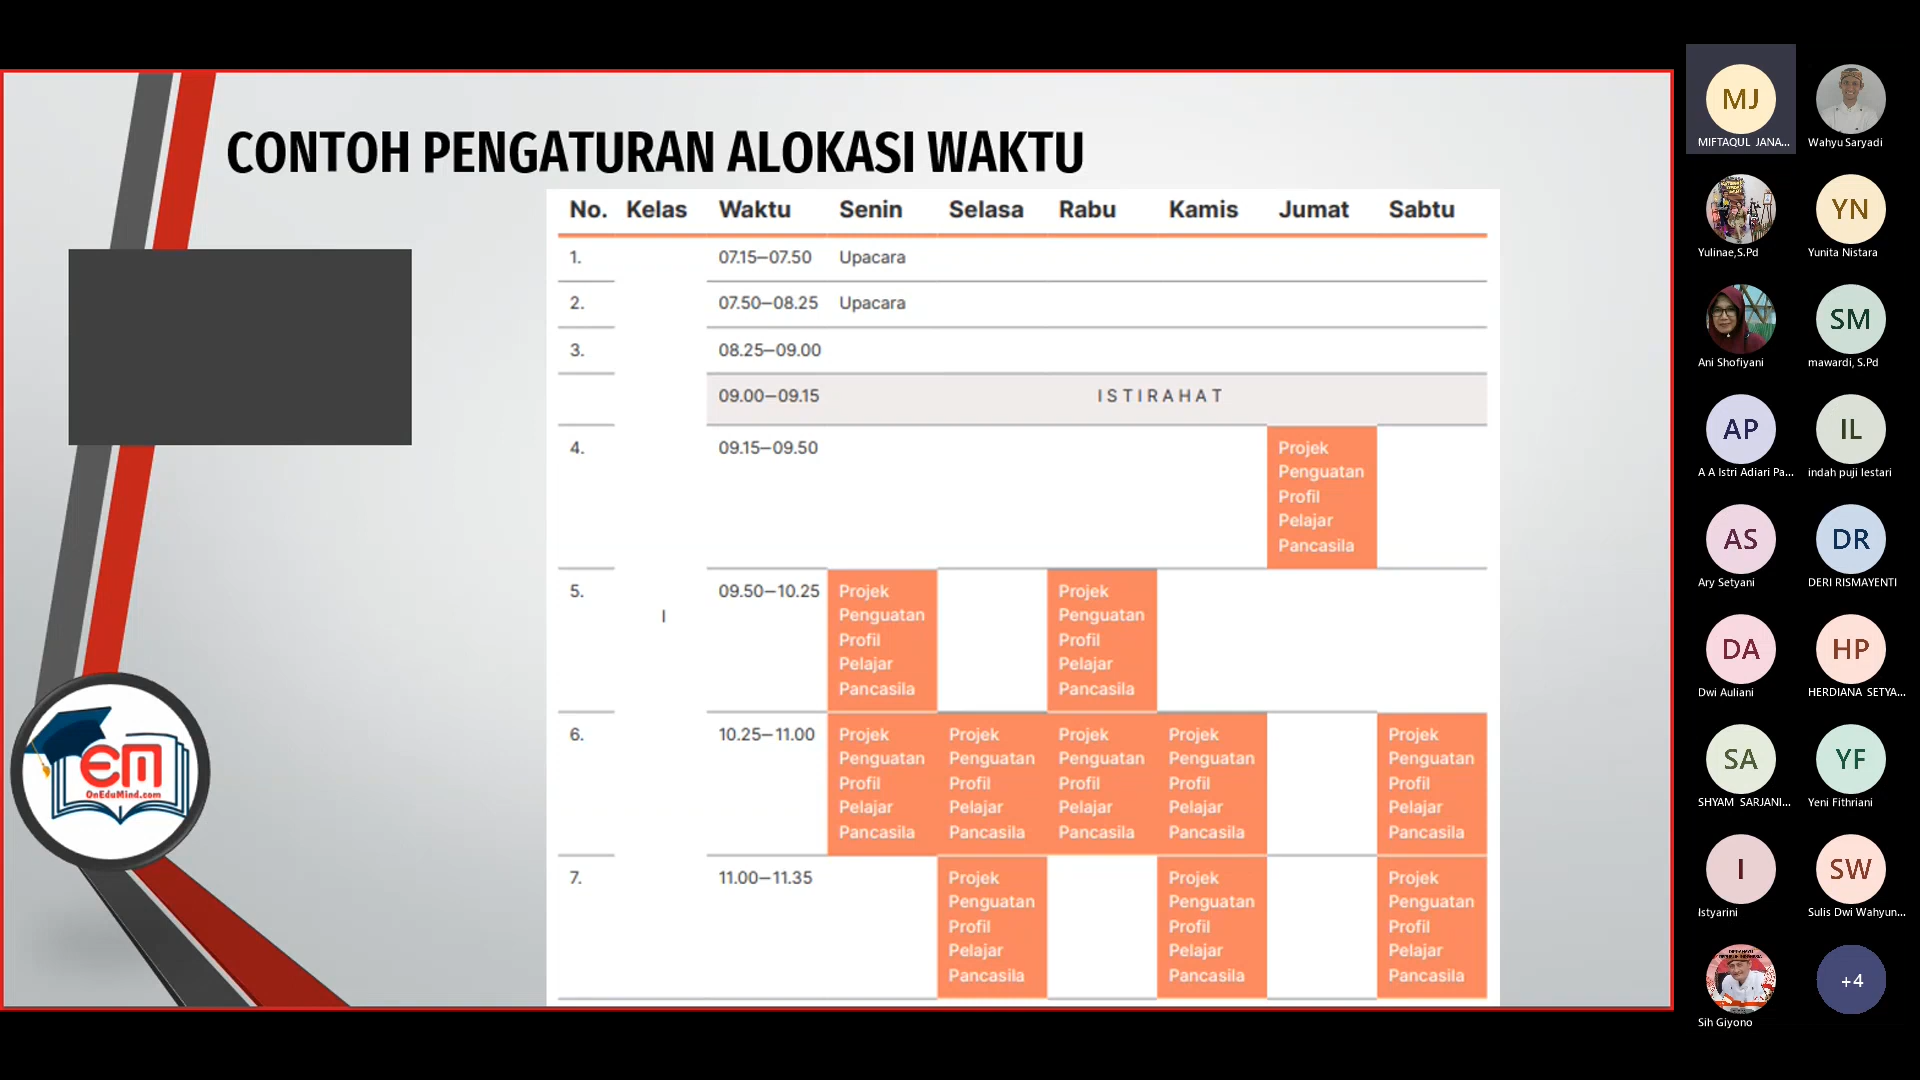 CONTOH PENGATURAN ALOKASI WAKTU
No. Kelas Waktu Senin Selasa Rabu Kamis Jumat Sabtu
1. 07.15–07.50 Upacara
2. 07.50–08.25 Upacara
3. 08.25–09.00
09.00–09.15 ISTIRAHAT
4. 09.15–09.50 Projek
Penguatan
Profil
Pelajar
Pancasila
5. I 09.50–10.25 Projek Projek
Penguatan Penguatan
Profil Profil
Pelajar Pelajar
Pancasila Pancasila
6. 10.25–11.00 Projek Projek Projek Projek Projek
Penguatan Penguatan Penguatan Penguatan Penguatan
Profil Profil Profil Profil Profil
Pelajar Pelajar Pelajar Pelajar Pelajar
Pancasila Pancasila Pancasila Pancasila Pancasila
7. 11.00–11.35 Projek Projek Projek
Penguatan Penguatan Penguatan
Profil Profil Profil
Pelajar Pelajar Pelajar
Pancasila Pancasila Pancasila
EM
OnEduMind.com
MJ
MIFTAQUL JANA... Wahyu Saryadi
YN
Yulinae,S.Pd Yunita Nistara
SM
Ani Shofiyani mawardi, S.Pd
AP IL
A A Istri Adiari Pa... indah puji lestari
AS DR
Ary Setyani DERI RISMAYENTI
DA HP
Dwi Auliani HERDIANA SETYA...
SA YF
SHYAM SARJANI... Yeni Fithriani
I SW
Istyarini Sulis Dwi Wahyun...
+4
Sih Giyono